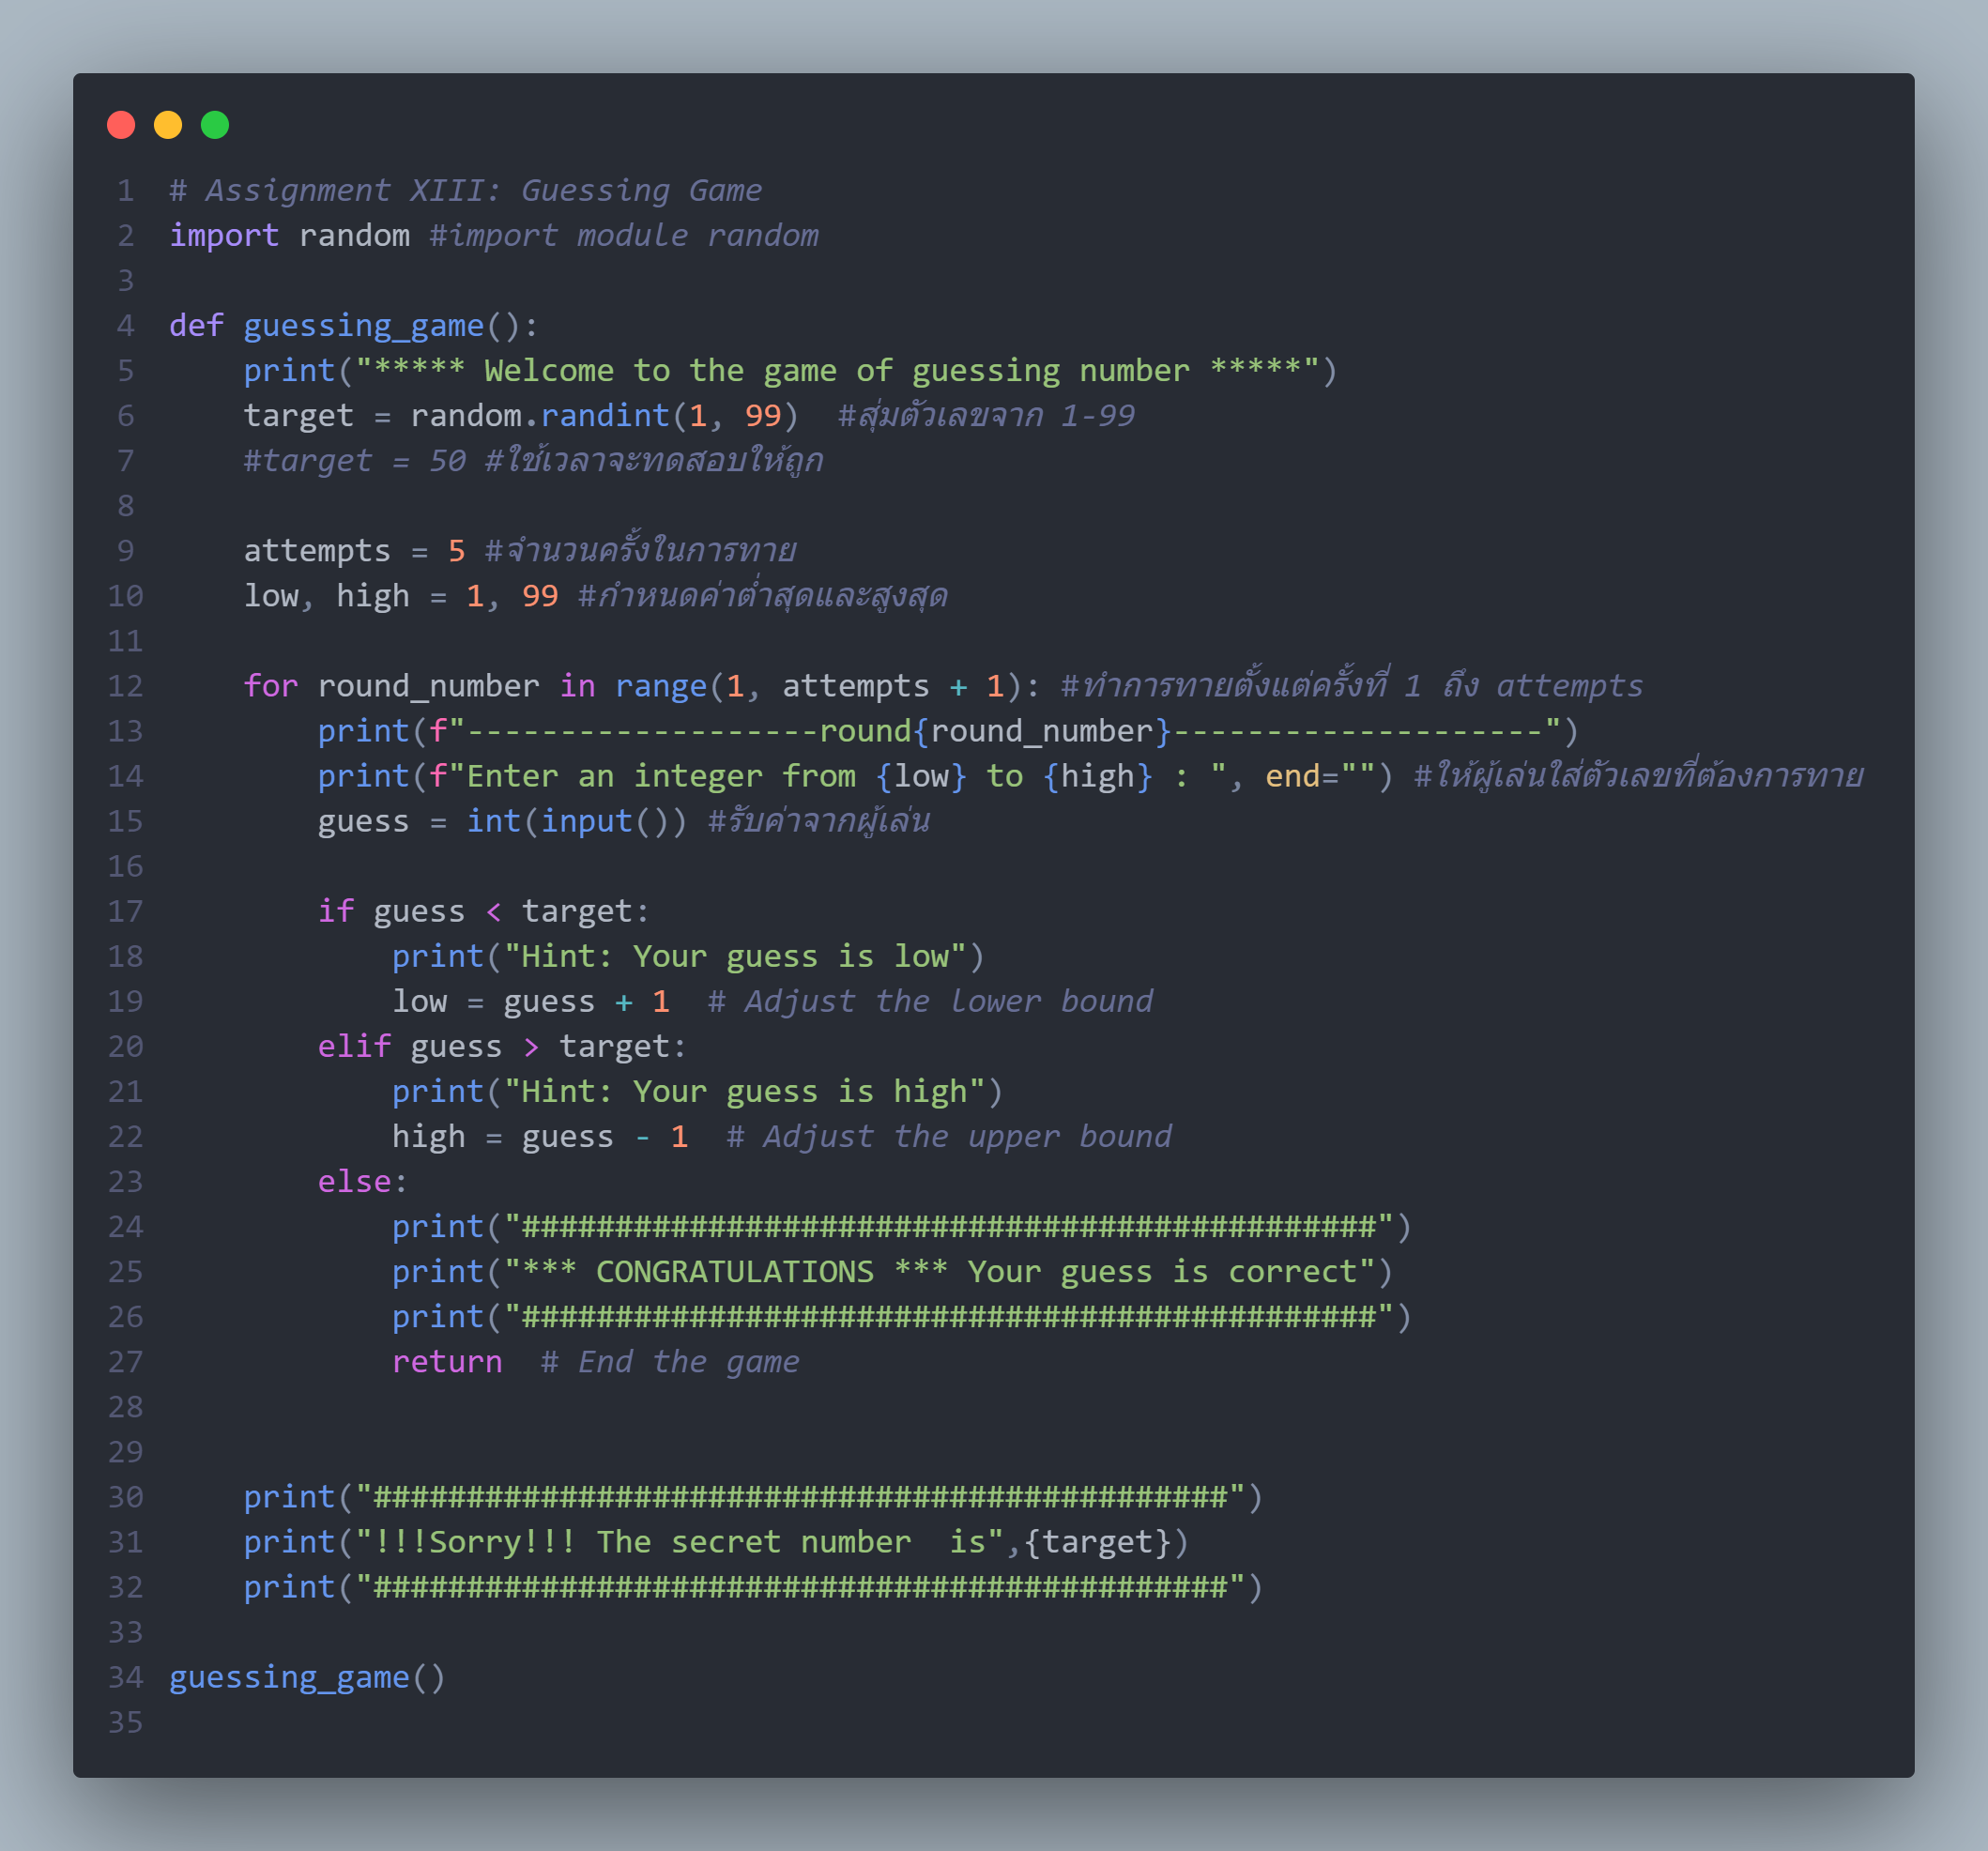 1 # Assignment XIII: Guessing Game
2 import random #import module random
3
4 def guessing_game():
5     print("***** Welcome to the game of guessing number *****")
6     target = random.randint(1, 99)  #สุ่มตัวเลขจาก 1-99
7     #target = 50 #ใช้เวลาจะทดสอบให้ถูก
8
9     attempts = 5 #จำนวนครั้งในการทาย
10     low, high = 1, 99 #กำหนดค่าต่ำสุดและสูงสุด
11
12     for round_number in range(1, attempts + 1): #ทำการทายตั้งแต่ครั้งที่ 1 ถึง attempts
13         print(f"-------------------round{round_number}--------------------")
14         print(f"Enter an integer from {low} to {high} : ", end="") #ให้ผู้เล่นใส่ตัวเลขที่ต้องการทาย
15         guess = int(input()) #รับค่าจากผู้เล่น
16
17         if guess < target:
18             print("Hint: Your guess is low")
19             low = guess + 1  # Adjust the lower bound
20         elif guess > target:
21             print("Hint: Your guess is high")
22             high = guess - 1  # Adjust the upper bound
23         else:
24             print("##############################################")
25             print("*** CONGRATULATIONS *** Your guess is correct")
26             print("##############################################")
27             return  # End the game
28
29
30     print("##############################################")
31     print("!!!Sorry!!! The secret number  is",{target})
32     print("##############################################")
33
34 guessing_game()
35